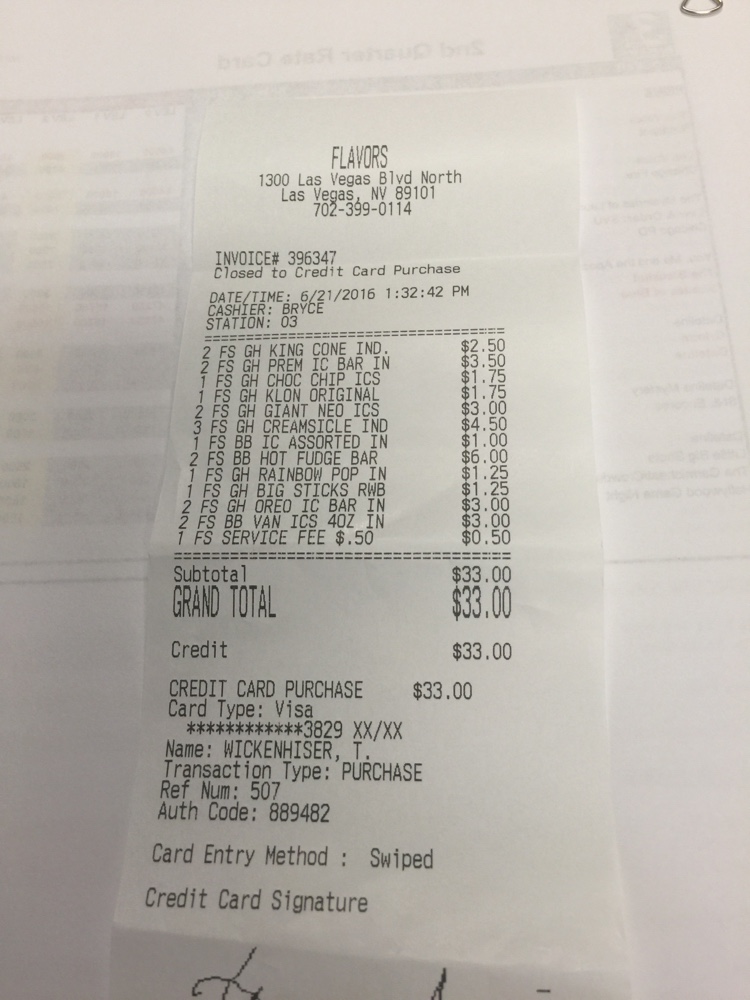 FLAVORS
1300 Las Vegas Blvd North
Las Vegas, NV 89101
702-399-0114
INVOICE# 396347
Closed to Credit Card Purchase
DATE/TIME: 6/21/2016 1:32:42 PM
CASHIER: BRYCE
STATION: 03
===================================
2 FS GH KING CONE IND. $2.50
2 FS GH PREM IC BAR IN $3.50
1 FS GH CHOC CHIP ICS $1.75
1 FS GH KLON ORIGINAL $1.75
2 FS GH GIANT NEO ICS $3.00
3 FS GH CREAMSICLE IND $4.50
1 FS BB IC ASSORTED IN $1.00
2 FS BB HOT FUDGE BAR $6.00
1 FS GH RAINBOW POP IN $1.25
1 FS GH BIG STICKS RWB $1.25
2 FS GH OREO IC BAR IN $3.00
2 FS BB VAN ICS 4OZ IN $3.00
1 FS SERVICE FEE $.50 $0.50
===================================
Subtotal $33.00
GRAND TOTAL $33.00
Credit $33.00
CREDIT CARD PURCHASE $33.00
Card Type: Visa
************3829 XX/XX
Name: WICKENHISER, T.
Transaction Type: PURCHASE
Ref Num: 507
Auth Code: 889482
Card Entry Method : Swiped
Credit Card Signature
2nd Quarter Rate Card